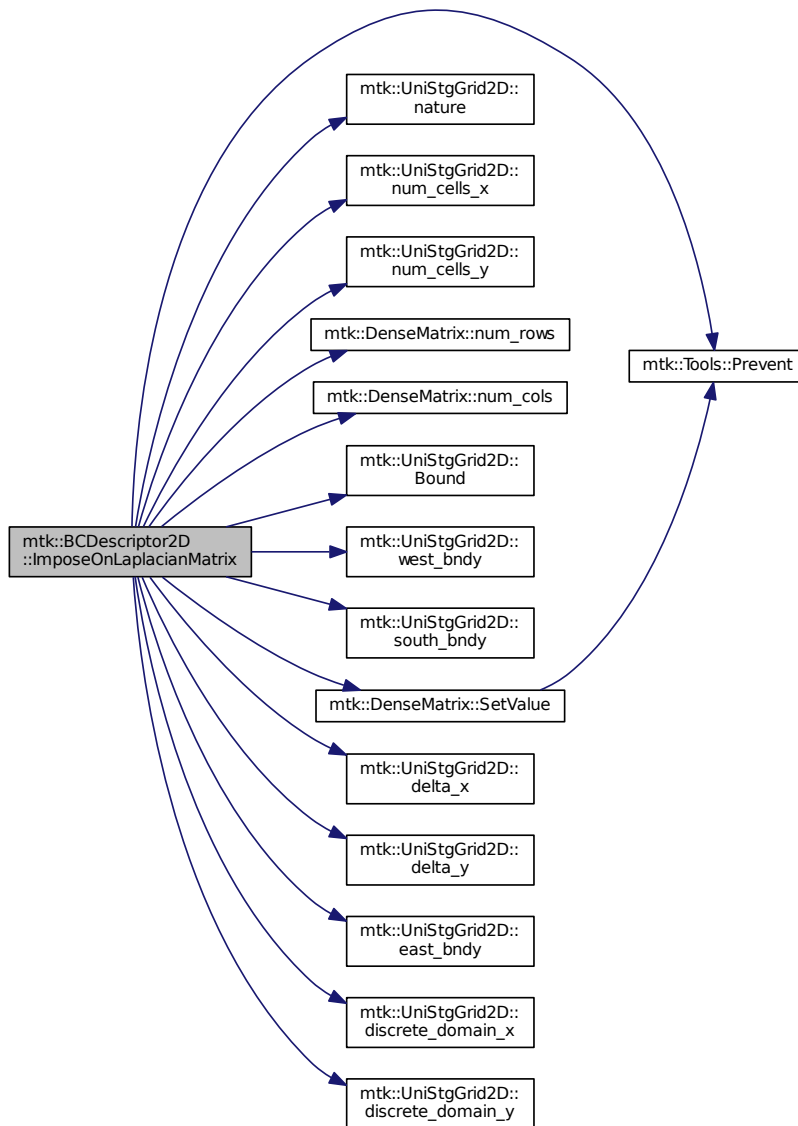 mtk::UniStgGrid2D::
nature
mtk::UniStgGrid2D::
num_cells_x
mtk::UniStgGrid2D::
num_cells_y
mtk::DenseMatrix::num_rows
mtk::Tools::Prevent
mtk::DenseMatrix::num_cols
mtk::UniStgGrid2D::
Bound
mtk::BCDescriptor2D
::ImposeOnLaplacianMatrix
mtk::UniStgGrid2D::
west_bndy
mtk::UniStgGrid2D::
south_bndy
mtk::DenseMatrix::SetValue
mtk::UniStgGrid2D::
delta_x
mtk::UniStgGrid2D::
delta_y
mtk::UniStgGrid2D::
east_bndy
mtk::UniStgGrid2D::
discrete_domain_x
mtk::UniStgGrid2D::
discrete_domain_y